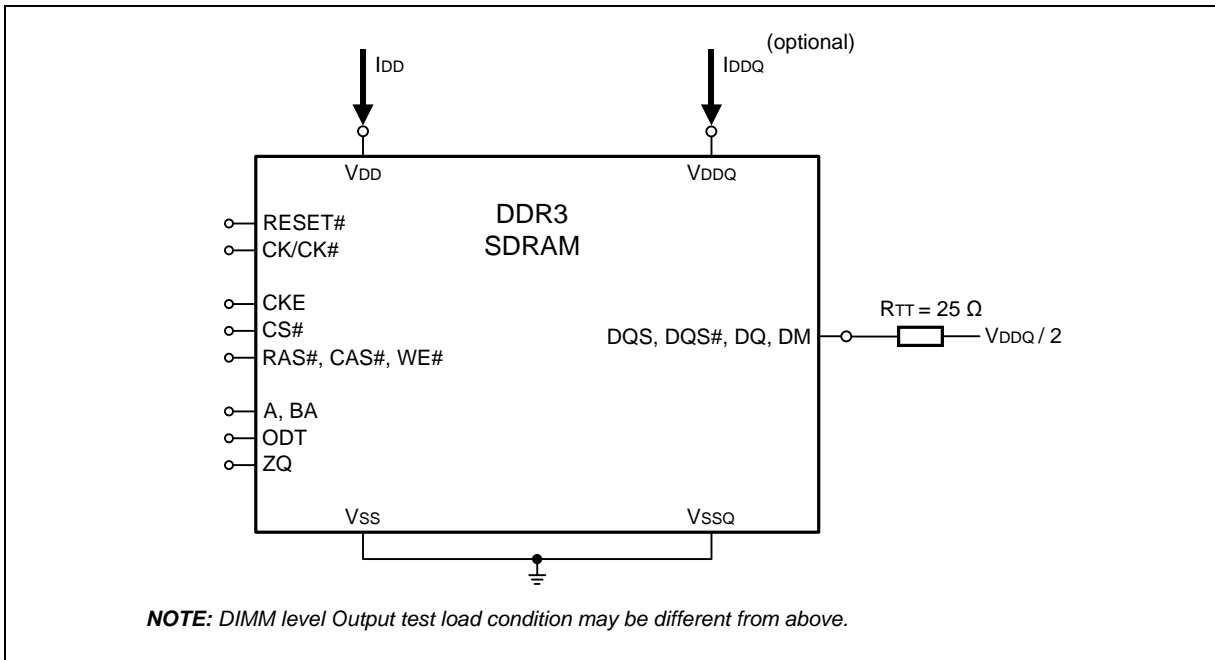 (optional)
IDD
IDDQ
VDD
VDDQ
DDR3
SDRAM
RESET#
CK/CK#
CKE
CS#
RAS#, CAS#, WE#
A, BA
ODT
ZQ
DQS, DQS#, DQ, DM
RTT = 25 Ω
VDDQ / 2
VSS
VSSQ
NOTE: DIMM level Output test load condition may be different from above.